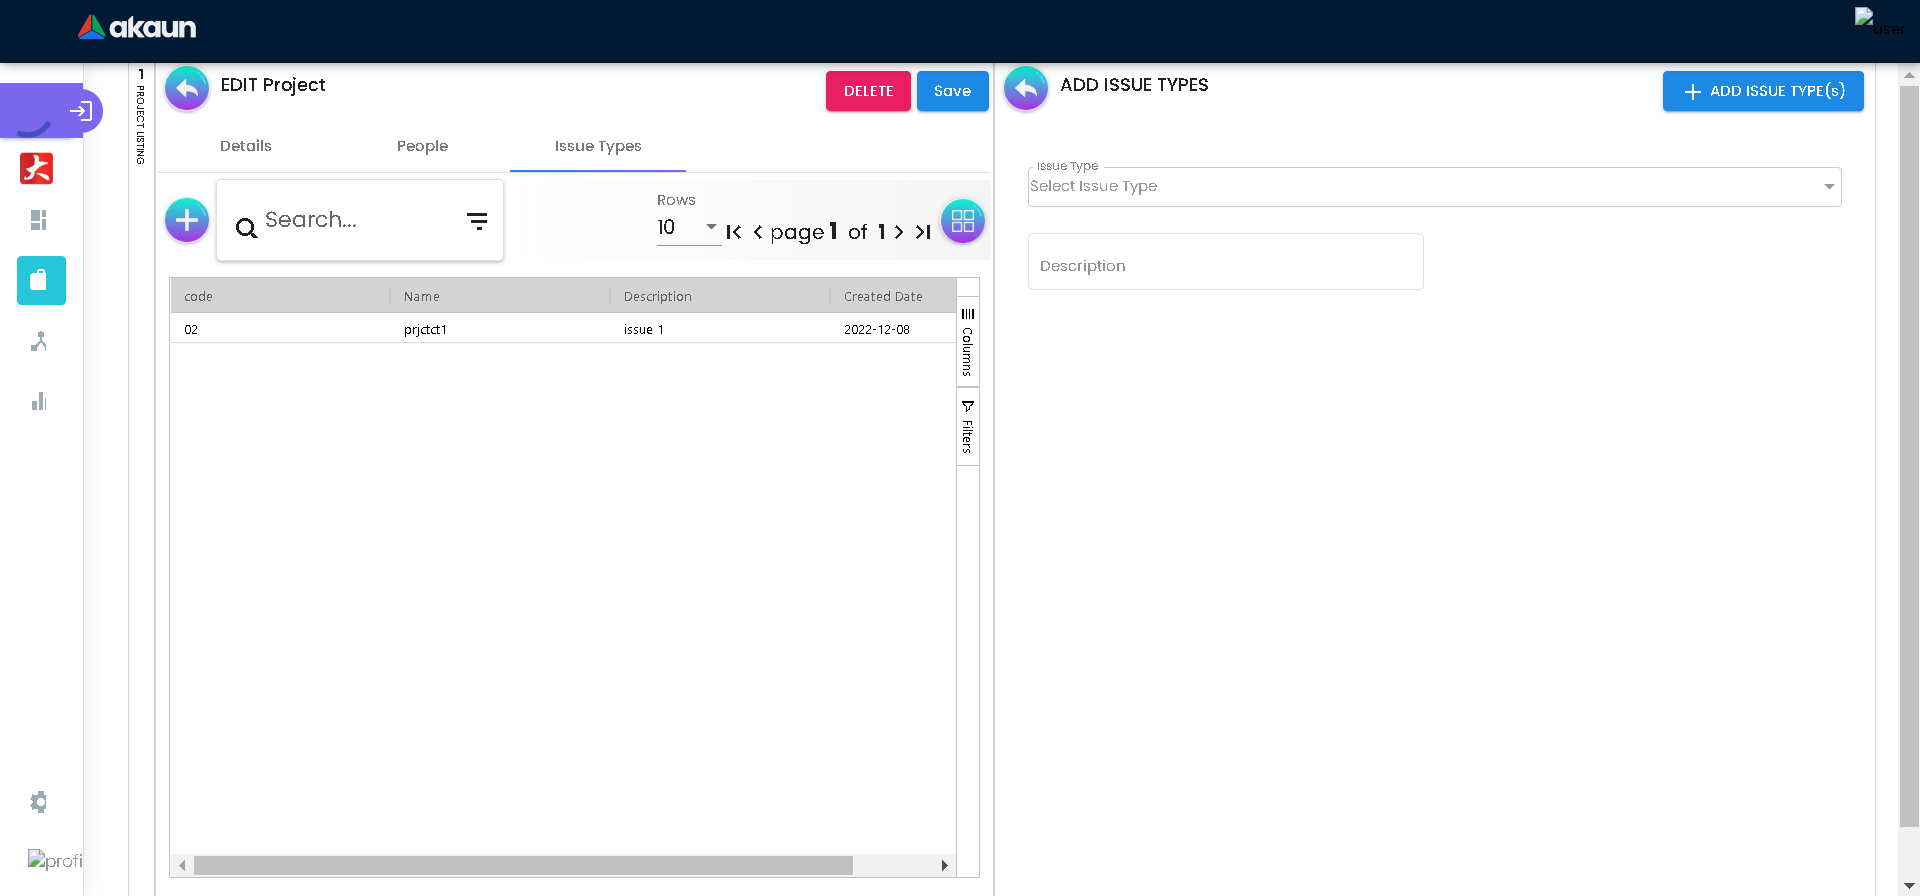 akaun
user
1 PROJECT LISTING
EDIT Project
DELETE
Save
Details
People
Issue Types
Search...
Rows
10
page 1 of 1
code
Name
Description
Created Date
02
prjctct1
issue 1
2022-12-08
Columns
Filters
ADD ISSUE TYPES
ADD ISSUE TYPE(s)
Issue Type
Select Issue Type
Description
profi